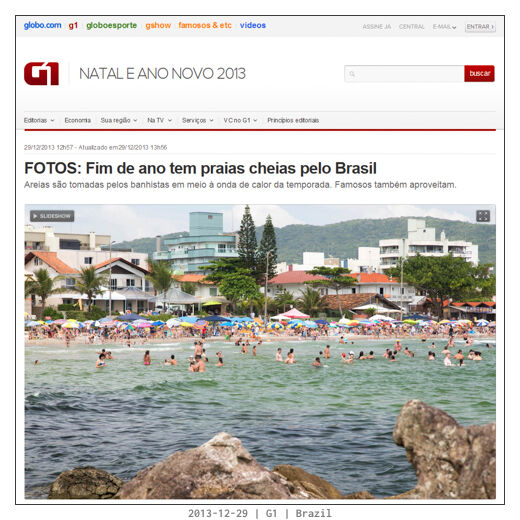 globo.com g1 globoesporte gshow famosos & etc vídeos ASSINE JÁ CENTRAL E-MAIL ENTRAR ›
G1 NATAL E ANO NOVO 2013 buscar
Editorias Economia Sua região Na TV Serviços VC no G1 Princípios editoriais
29/12/2013 12h57 - Atualizado em 29/12/2013 13h56
FOTOS: Fim de ano tem praias cheias pelo Brasil
Areias são tomadas pelos banhistas em meio à onda de calor da temporada. Famosos também aproveitam.
SLIDESHOW
2013-12-29 | G1 | Brazil